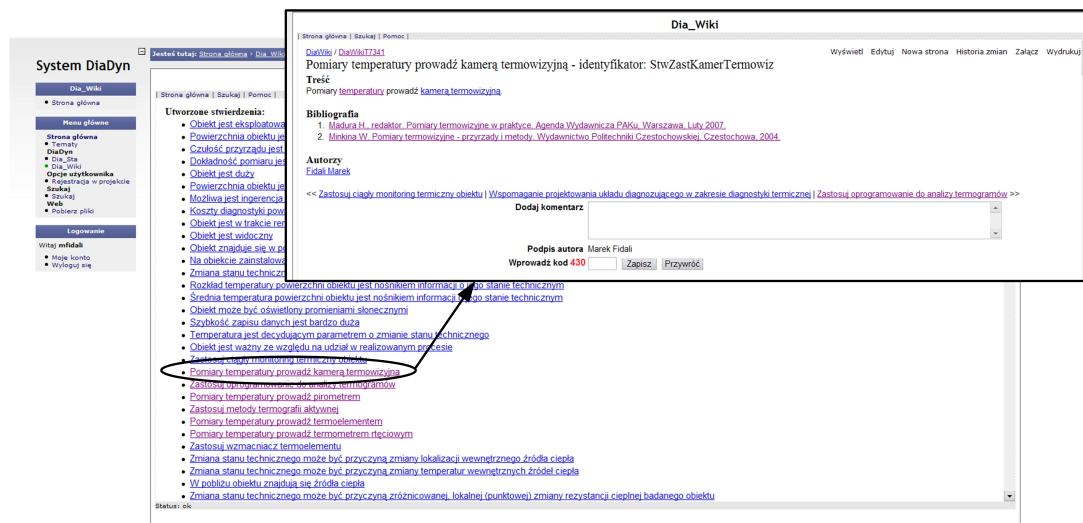 System DiaDyn
Dia_Wiki
Strona główna
Menu główne
Strona główna
Tematy
DiaDyn
Dia_Sta
Dia_Wiki
Opcje użytkownika
Rejestracja w projekcie
Szukaj
Szukaj
Web
Pobierz pliki
Logowanie
Witaj mfidali
Moje konto
Wyloguj się
Jesteś tutaj: Strona główna › Dia_Wiki
| Strona główna | Szukaj | Pomoc |
Utworzone stwierdzenia:
Obiekt jest eksploatowa
Powierzchnia obiektu je
Czułość przyrządu jest
Dokładność pomiaru jes
Obiekt jest duży
Powierzchnia obiektu je
Możliwa jest ingerencja
Koszty diagnostyki pow
Obiekt jest w trakcie rem
Obiekt jest widoczny
Obiekt znajduje się w po
Na obiekcie zainstalowa
Zmiana stanu techniczn
Rozkład temperatury powierzchni obiektu jest nośnikiem informacji o jego stanie technicznym
Średnia temperatura powierzchni obiektu jest nośnikiem informacji o jego stanie technicznym
Obiekt może być oświetlony promieniami słonecznymi
Szybkość zapisu danych jest bardzo duża
Temperatura jest decydującym parametrem o zmianie stanu technicznego
Obiekt jest ważny ze względu na udział w realizowanym procesie
Zastosuj ciągły monitoring termiczny obiektu
Pomiary temperatury prowadź kamerą termowizyjną
Zastosuj oprogramowanie do analizy termogramów
Pomiary temperatury prowadź pirometrem
Zastosuj metody termografii aktywnej
Pomiary temperatury prowadź termoelementem
Pomiary temperatury prowadź termometrem rtęciowym
Zastosuj wzmacniacz termoelementu
Zmiana stanu technicznego może być przyczyną zmiany lokalizacji wewnętrznego źródła ciepła
Zmiana stanu technicznego może być przyczyną zmiany temperatur wewnętrznych źródeł ciepła
W pobliżu obiektu znajdują się źródła ciepła
Zmiana stanu technicznego może być przyczyną zróżnicowanej, lokalnej (punktowej) zmiany rezystancji cieplnej badanego obiektu
Status: ok
Dia_Wiki
| Strona główna | Szukaj | Pomoc |
DiaWiki / DiaWikiT7341 Wyświetl Edytuj Nowa strona Historia zmian Załącz Wydrukuj
Pomiary temperatury prowadź kamerą termowizyjną - identyfikator: StwZastKamerTermowiz
Treść
Pomiary temperatury prowadź kamerą termowizyjną.
Bibliografia
1. Madura H., redaktor. Pomiary termowizyjne w praktyce. Agenda Wydawnicza PAKu, Warszawa, Luty 2007.
2. Minkina W. Pomiary termowizyjne - przyrządy i metody. Wydawnictwo Politechniki Czestochowskiej, Czestochowa, 2004.
Autorzy
Fidali Marek
<< Zastosuj ciągły monitoring termiczny obiektu | Wspomaganie projektowania układu diagnozującego w zakresie diagnostyki termicznej | Zastosuj oprogramowanie do analizy termogramów >>
Dodaj komentarz
Podpis autora Marek Fidali
Wprowadź kod 430 Zapisz Przywróć